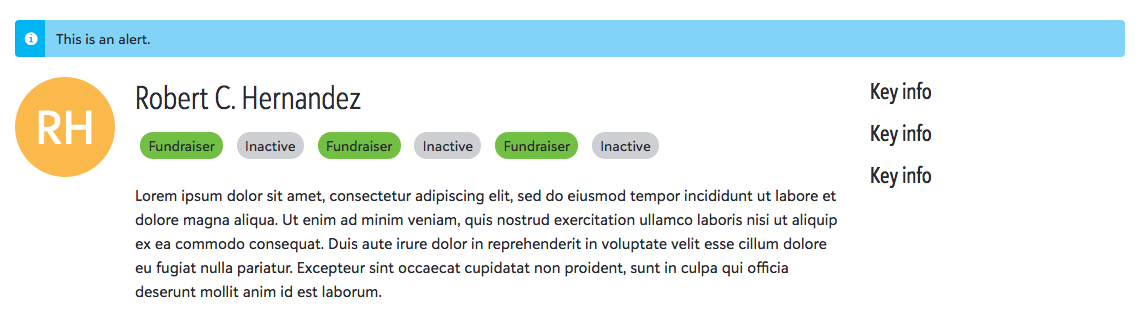 This is an alert.
RH
Robert C. Hernandez
Fundraiser Inactive Fundraiser Inactive Fundraiser Inactive
Lorem ipsum dolor sit amet, consectetur adipiscing elit, sed do eiusmod tempor incididunt ut labore et
dolore magna aliqua. Ut enim ad minim veniam, quis nostrud exercitation ullamco laboris nisi ut aliquip
ex ea commodo consequat. Duis aute irure dolor in reprehenderit in voluptate velit esse cillum dolore
eu fugiat nulla pariatur. Excepteur sint occaecat cupidatat non proident, sunt in culpa qui officia
deserunt mollit anim id est laborum.
Key info
Key info
Key info